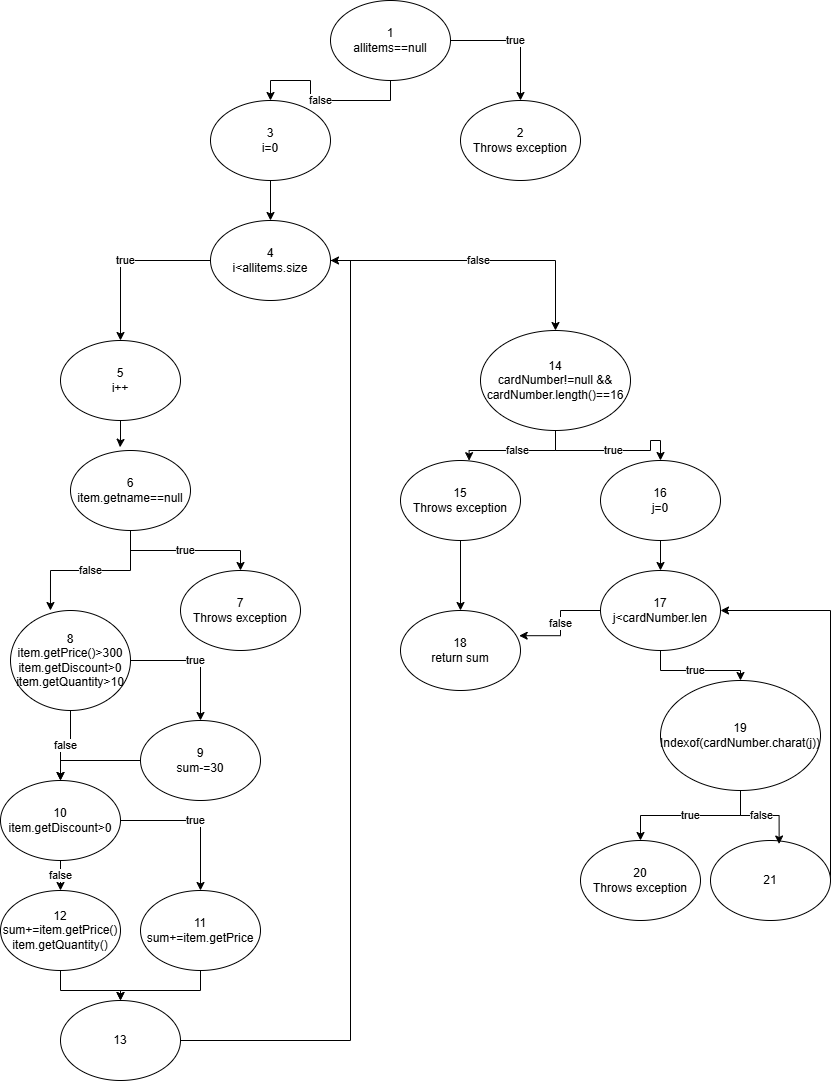 1
allitems==null
true
false
3
i=0
2
Throws exception
4
i<allitems.size
true
false
5
i++
14
cardNumber!=null &&
cardNumber.length()==16
false
true
6
item.getname==null
15
Throws exception
16
j=0
true
false
7
Throws exception
17
j<cardNumber.len
false
8
item.getPrice()>300
item.getDiscount>0
item.getQuantity>10
true
18
return sum
true
false
9
sum-=30
19
Indexof(cardNumber.charat(j))
10
item.getDiscount>0
true
true
false
false
20
Throws exception
21
12
sum+=item.getPrice()
item.getQuantity()
11
sum+=item.getPrice
13